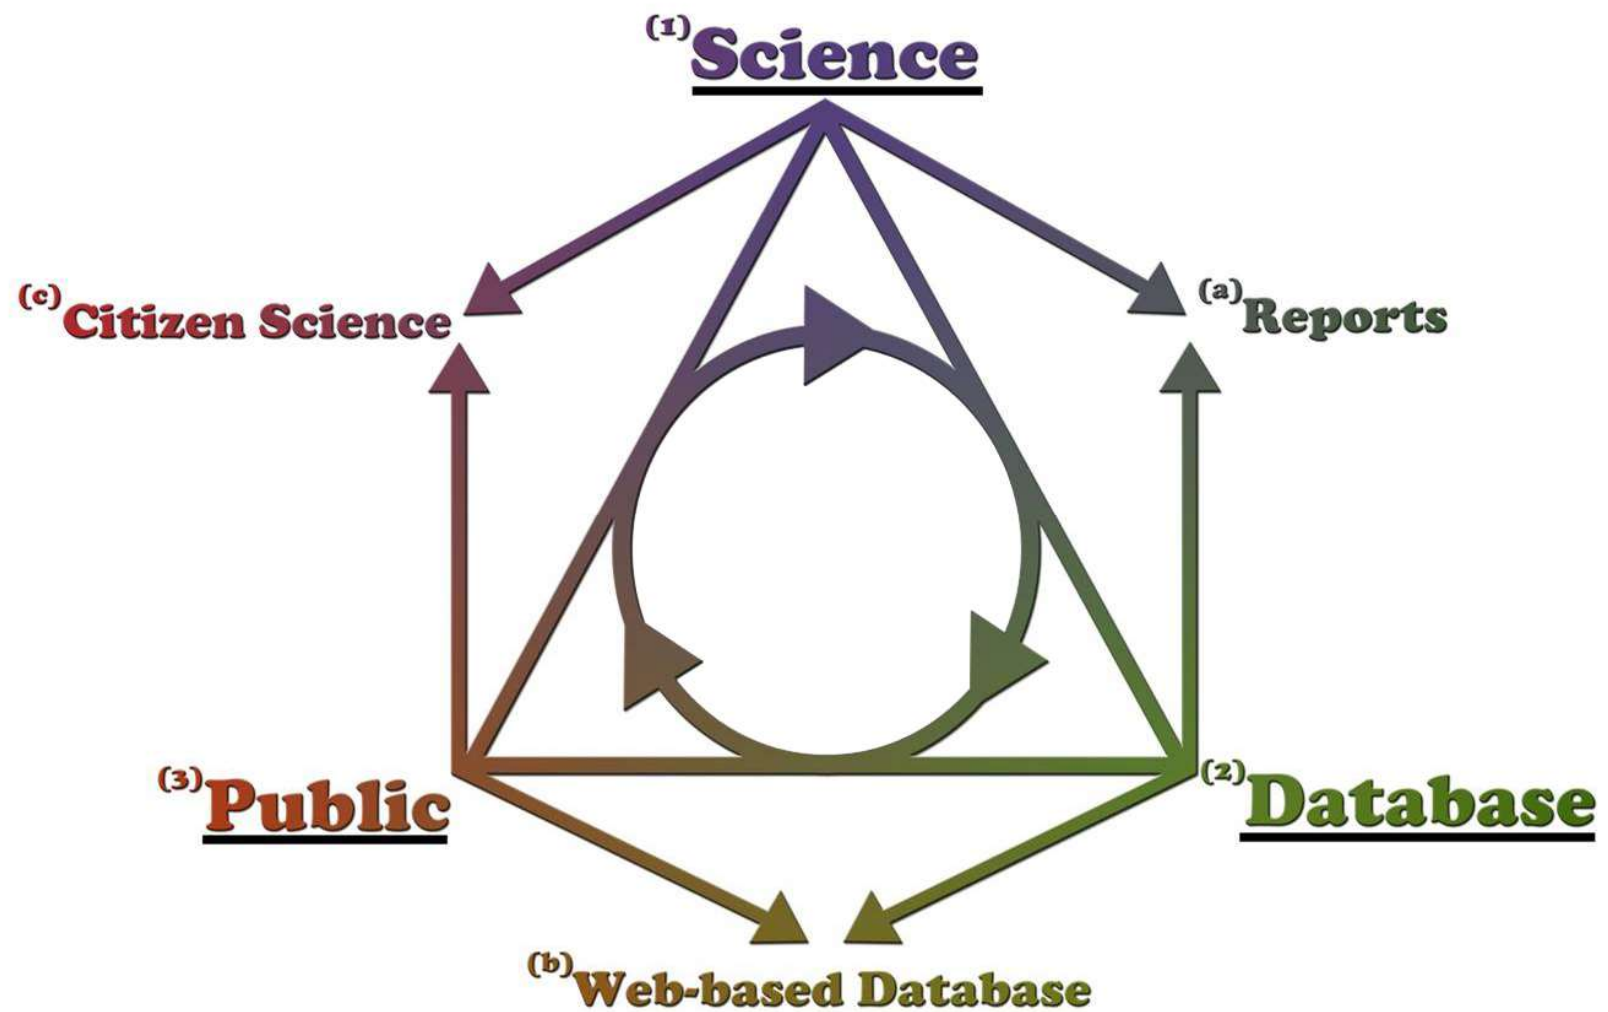 (1)Science
(c)Citizen Science
(a)Reports
(3)Public
(2)Database
(b)Web-based Database